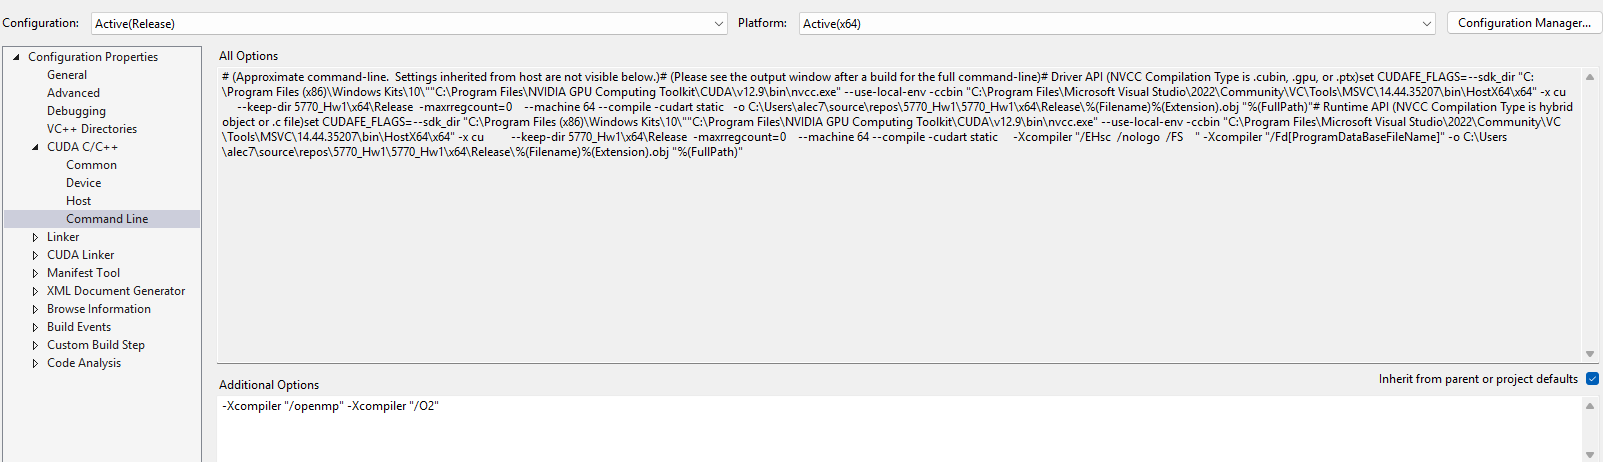 Configuration: Active(Release) Platform: Active(x64) Configuration Manager...
Configuration Properties
General
Advanced
Debugging
VC++ Directories
CUDA C/C++
Common
Device
Host
Command Line
Linker
CUDA Linker
Manifest Tool
XML Document Generator
Browse Information
Build Events
Custom Build Step
Code Analysis
All Options
# (Approximate command-line.  Settings inherited from host are not visible below.)# (Please see the output window after a build for the full command-line)# Driver API (NVCC Compilation Type is .cubin, .gpu, or .ptx)set CUDAFE_FLAGS=--sdk_dir "C:
\Program Files (x86)\Windows Kits\10\""C:\Program Files\NVIDIA GPU Computing Toolkit\CUDA\v12.9\bin\nvcc.exe" --use-local-env -ccbin "C:\Program Files\Microsoft Visual Studio\2022\Community\VC\Tools\MSVC\14.44.35207\bin\HostX64\x64" -x cu
--keep-dir 5770_Hw1\x64\Release  -maxrregcount=0    --machine 64 --compile -cudart static   -o C:\Users\alec7\source\repos\5770_Hw1\5770_Hw1\x64\Release\%(Filename)%(Extension).obj "%(FullPath)"# Runtime API (NVCC Compilation Type is hybrid
object or .c file)set CUDAFE_FLAGS=--sdk_dir "C:\Program Files (x86)\Windows Kits\10\""C:\Program Files\NVIDIA GPU Computing Toolkit\CUDA\v12.9\bin\nvcc.exe" --use-local-env -ccbin "C:\Program Files\Microsoft Visual Studio\2022\Community\VC
\Tools\MSVC\14.44.35207\bin\HostX64\x64" -x cu        --keep-dir 5770_Hw1\x64\Release  -maxrregcount=0    --machine 64 --compile -cudart static     -Xcompiler "/EHsc  /nologo  /FS    " -Xcompiler "/Fd[ProgramDataBaseFileName]" -o C:\Users
\alec7\source\repos\5770_Hw1\5770_Hw1\x64\Release\%(Filename)%(Extension).obj "%(FullPath)"
Additional Options
Inherit from parent or project defaults
-Xcompiler "/openmp" -Xcompiler "/O2"